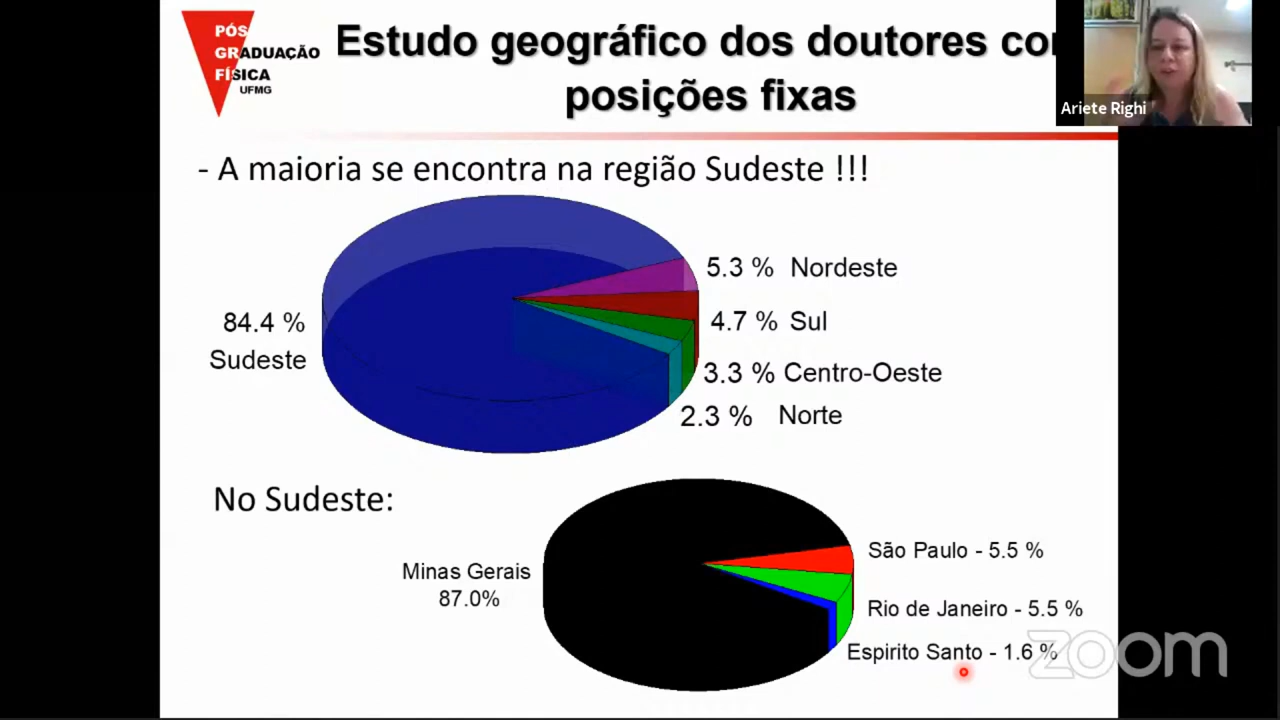 PÓS
GRADUAÇÃO
FÍSICA
UFMG
Estudo geográfico dos doutores co
posições fixas
Ariete Righi
- A maioria se encontra na região Sudeste !!!
5.3 % Nordeste
84.4 %
Sudeste
4.7 % Sul
3.3 % Centro-Oeste
2.3 % Norte
No Sudeste:
Minas Gerais
87.0%
São Paulo - 5.5 %
Rio de Janeiro - 5.5 %
Espirito Santo - 1.6 %
zoom